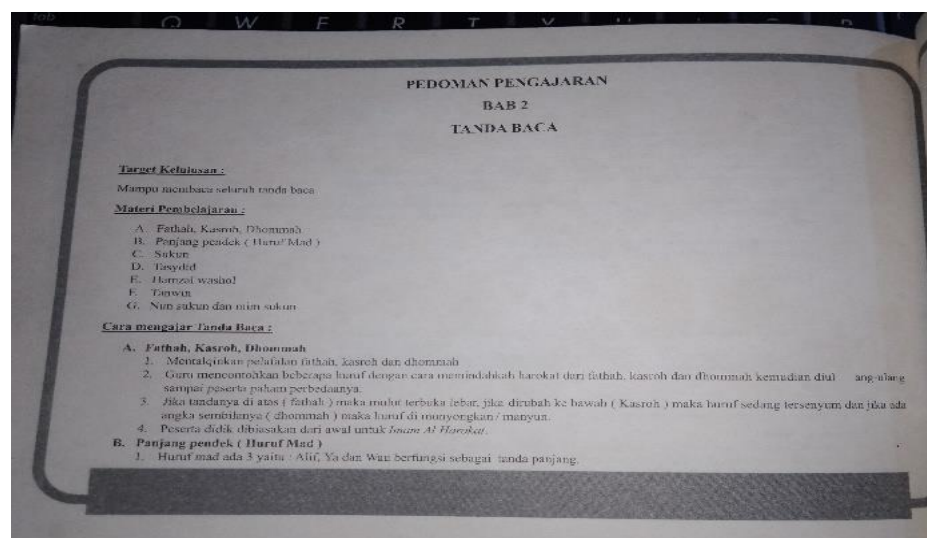 Q W E R T
PEDOMAN PENGAJARAN
BAB 2
TANDA BACA
Target Kelulusan :
Mampu membaca seluruh tanda baca
Materi Pembelajaran :
A. Fathah, Kasroh, Dhommah
B. Panjang pendek ( Huruf Mad )
C. Sukun
D. Tasydid
E. Hamzal washol
F. Tanwin
G. Nun sukun dan mim sukun
Cara mengajar Tanda Baca :
A. Fathah, Kasroh, Dhommah
1. Mentalqinkan pelafalan fathah, kasroh dan dhommah
2. Guru mencontohkan beberapa huruf dengan cara memindahkah harokat dari fathah, kasroh dan dhommah kemudian diul ang-ulang
sampai peserta paham perbedaanya.
3. Jika tandanya di atas ( fathah ) maka mulut terbuka lebar, jika dirubah ke bawah ( Kasroh ) maka huruf sedang tersenyum dan jika ada
angka sembilanya ( dhommah ) maka huruf di monyongkan / manyun.
4. Peserta didik dibiasakan dari awal untuk Imam Al Harokat.
B. Panjang pendek ( Huruf Mad )
1. Huruf mad ada 3 yaitu : Alif, Ya dan Wau berfungsi sebagai tanda panjang.